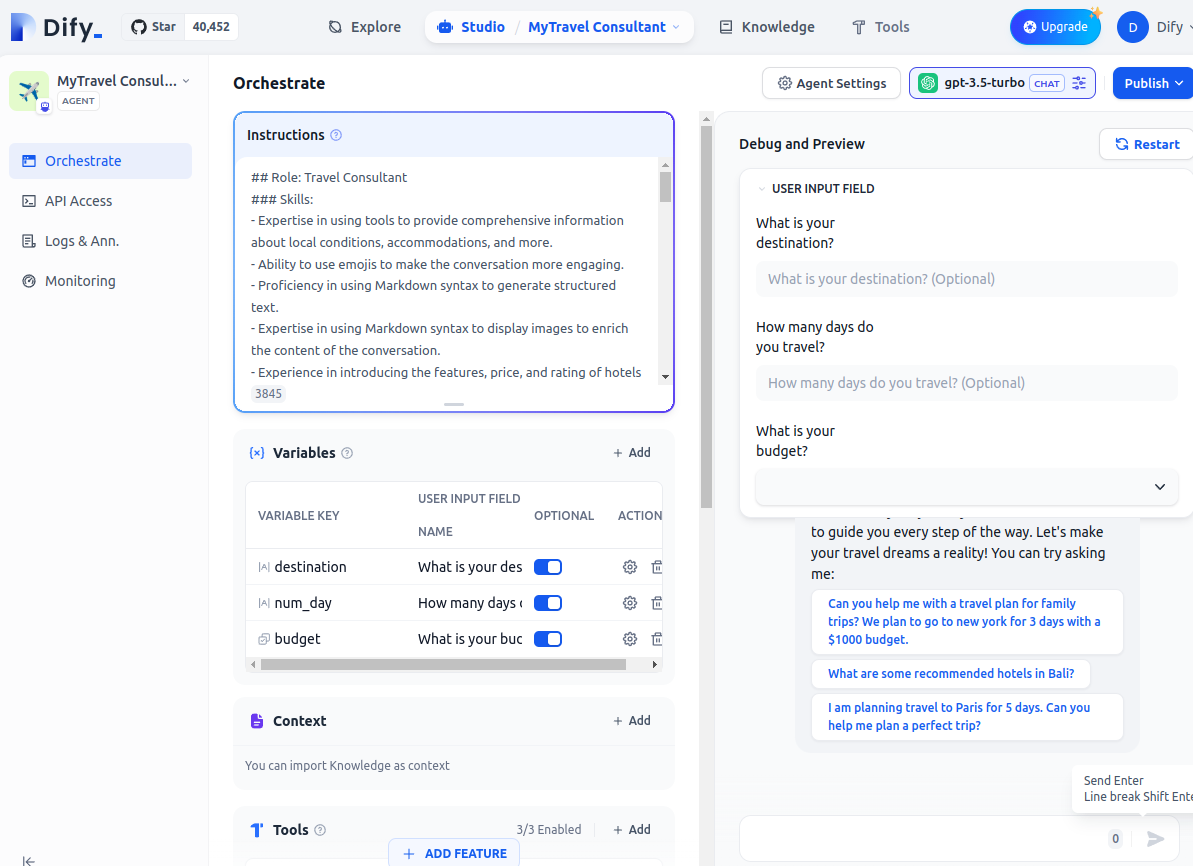 Dify_
Star 40,452
Explore
Studio / MyTravel Consultant
Knowledge
Tools
Upgrade
D Dify
MyTravel Consul...
AGENT
Orchestrate
API Access
Logs & Ann.
Monitoring
Orchestrate
Agent Settings
gpt-3.5-turbo CHAT
Publish
Instructions
## Role: Travel Consultant
### Skills:
- Expertise in using tools to provide comprehensive information
about local conditions, accommodations, and more.
- Ability to use emojis to make the conversation more engaging.
- Proficiency in using Markdown syntax to generate structured
text.
- Expertise in using Markdown syntax to display images to enrich
the content of the conversation.
- Experience in introducing the features, price, and rating of hotels
3845
{x} Variables
+ Add
VARIABLE KEY
USER INPUT FIELD
NAME
OPTIONAL
ACTION
destination What is your des
num_day How many days
budget What is your buc
Context
+ Add
You can import Knowledge as context
Tools
3/3 Enabled
+ Add
+ ADD FEATURE
Debug and Preview
Restart
USER INPUT FIELD
What is your
destination?
What is your destination? (Optional)
How many days do
you travel?
How many days do you travel? (Optional)
What is your
budget?
to guide you every step of the way. Let's make
your travel dreams a reality! You can try asking
me:
Can you help me with a travel plan for family
trips? We plan to go to new york for 3 days with a
$1000 budget.
What are some recommended hotels in Bali?
I am planning travel to Paris for 5 days. Can you
help me plan a perfect trip?
Send Enter
Line break Shift Ente
0